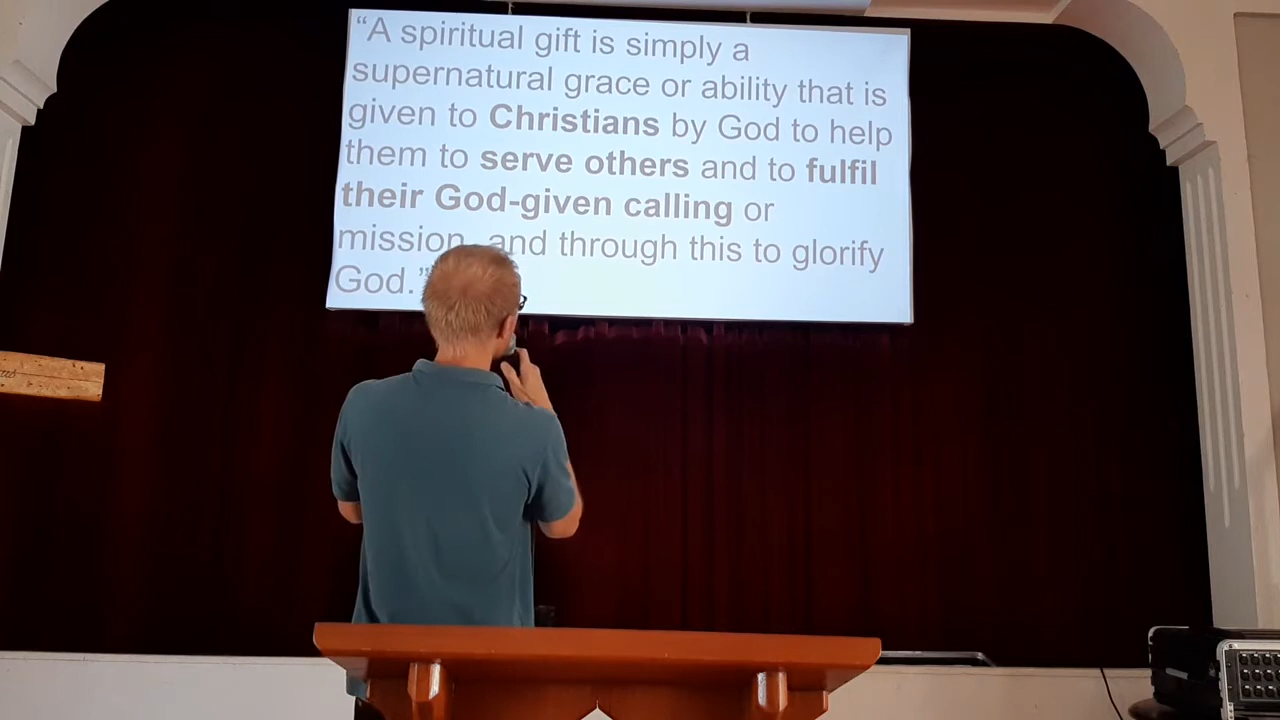 “A spiritual gift is simply a
supernatural grace or ability that is
given to Christians by God to help
them to serve others and to fulfil
their God-given calling or
mission, and through this to glorify
God.”